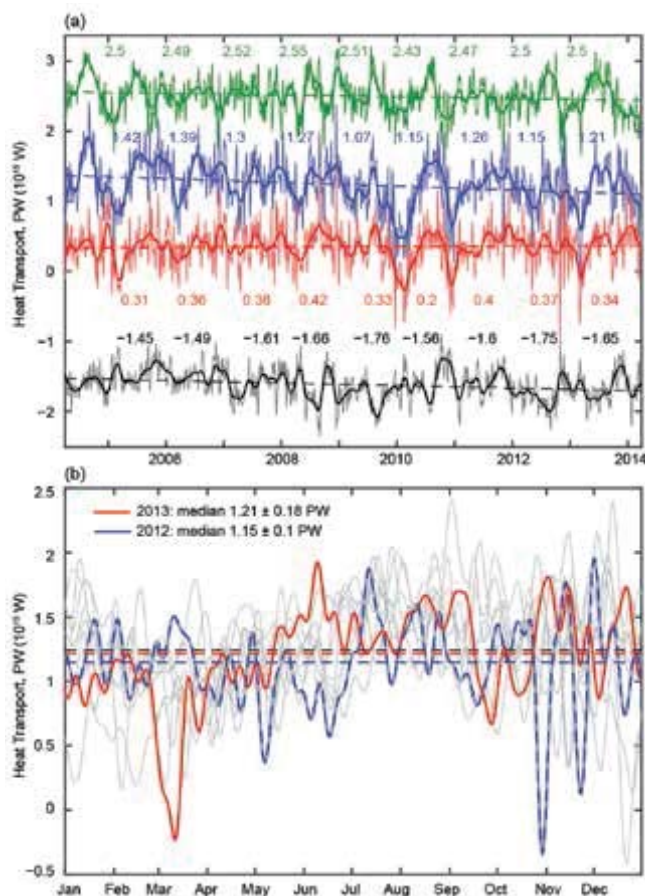 (a)
2.5 2.49 2.52 2.55 2.51 2.43 2.47 2.5 2.5
1.42 1.39 1.3 1.27 1.07 1.15 1.26 1.15 1.21
0.31 0.36 0.38 0.42 0.33 0.2 0.4 0.37 0.34
−1.45 −1.49 −1.61 −1.66 −1.76 −1.56 −1.6 −1.75 −1.65
3
2
1
0
−1
−2
Heat Transport, PW (10¹⁵ W)
2006 2008 2010 2012 2014
(b)
2013: median 1.21 ± 0.18 PW
2012: median 1.15 ± 0.1 PW
2.5
2
1.5
1
0.5
0
−0.5
Heat Transport, PW (10¹⁵ W)
Jan Feb Mar Apr May Jun Jul Aug Sep Oct Nov Dec